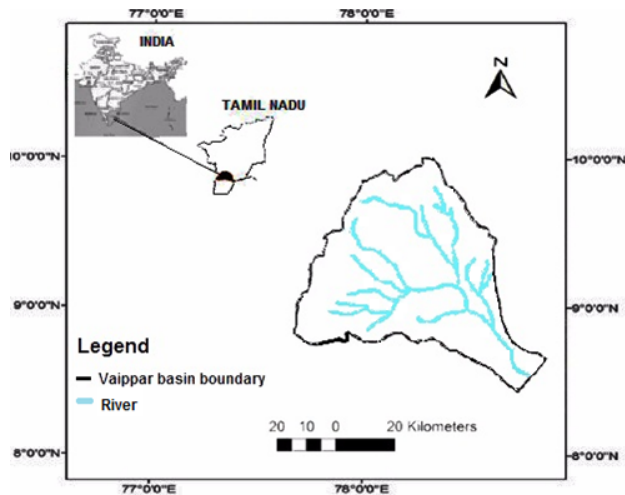 77°0'0"E 78°0'0"E
INDIA
N
TAMIL NADU
10°0'0"N 10°0'0"N
9°0'0"N 9°0'0"N
Legend
Vaippar basin boundary
River
20 10 0 20 Kilometers
8°0'0"N 8°0'0"N
77°0'0"E 78°0'0"E